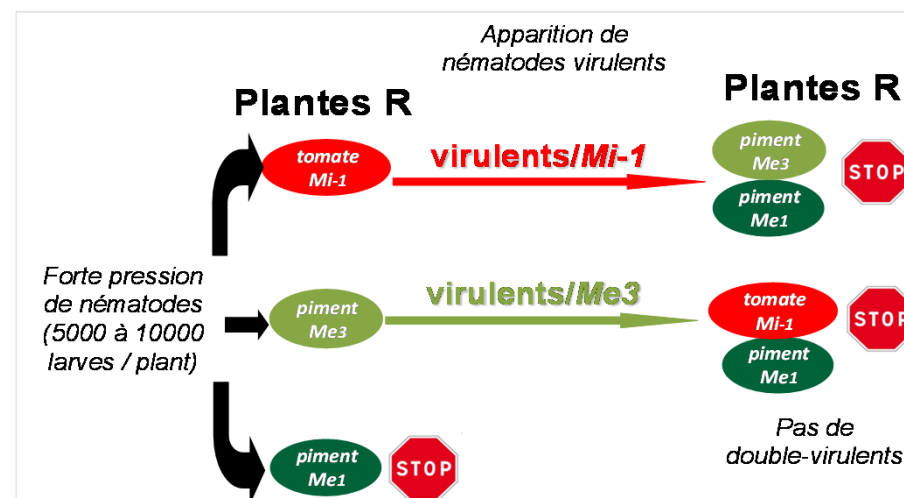 Apparition de
nématodes virulents
Plantes R
Plantes R
tomate
Mi-1
virulents/Mi-1
piment
Me3
piment
Me1
STOP
Forte pression
de nématodes
(5000 à 10000
larves / plant)
piment
Me3
virulents/Me3
tomate
Mi-1
piment
Me1
STOP
Pas de
double-virulents
piment
Me1
STOP